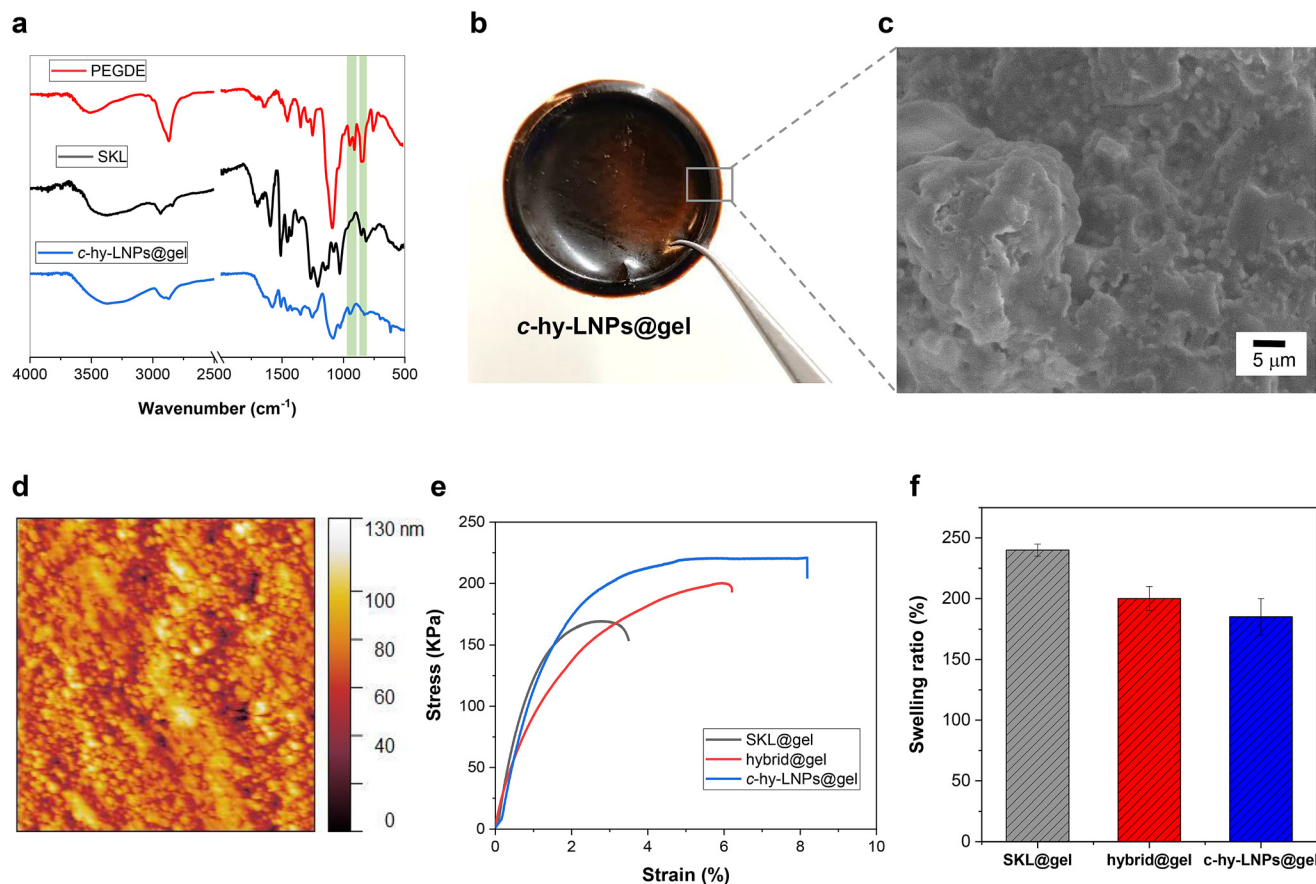 a
PEGDE
SKL
c-hy-LNPs@gel
4000 3500 3000 2500 1500 1000 500
Wavenumber (cm⁻¹)
b
c-hy-LNPs@gel
c
5 μm
d
130 nm
100
80
60
40
0
e
250
200
150
100
50
0
0 2 4 6 8 10
Stress (KPa)
Strain (%)
SKL@gel
hybrid@gel
c-hy-LNPs@gel
f
250
200
150
100
50
0
Swelling ratio (%)
SKL@gel hybrid@gel c-hy-LNPs@gel